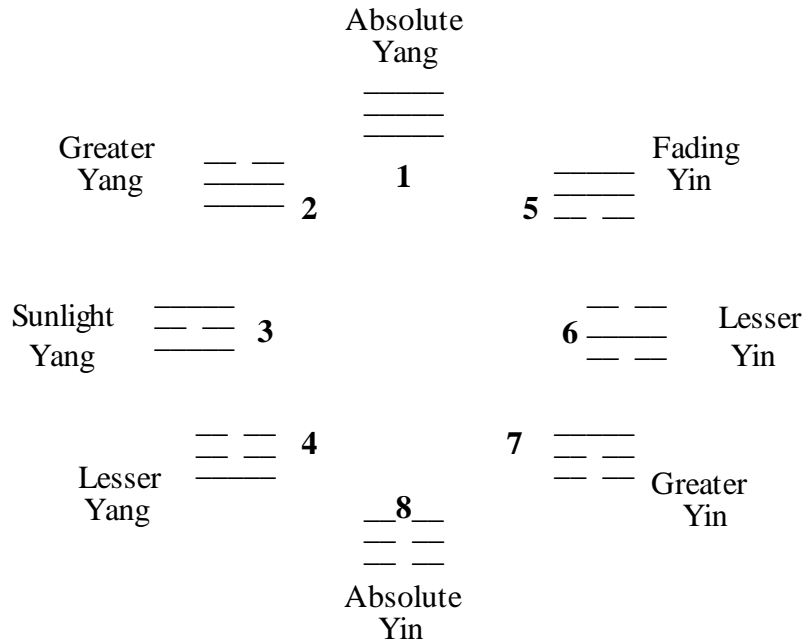 Absolute
Yang
1
Greater
Yang
2
Fading
Yin
5
Sunlight
Yang
3
Lesser
Yin
6
Lesser
Yang
4
Greater
Yin
7
8
Absolute
Yin